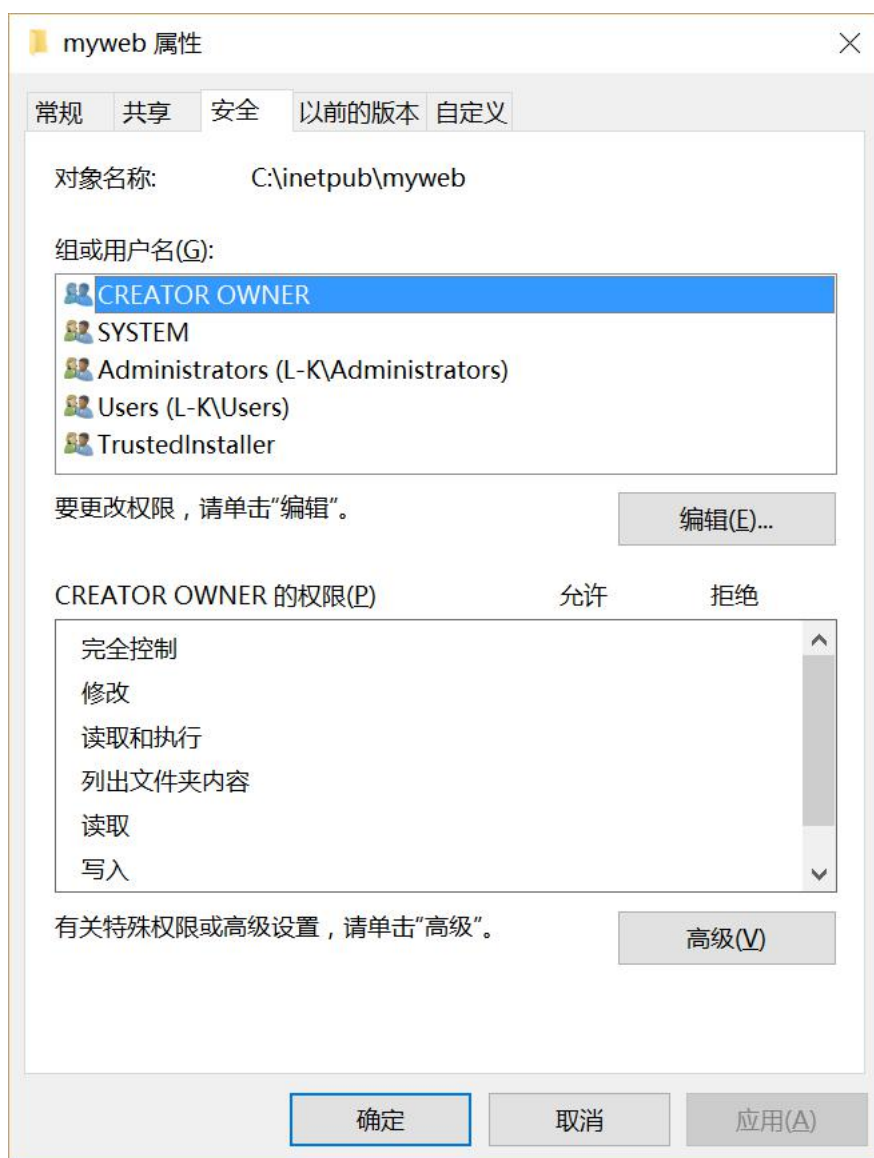 myweb 属性
常规 共享 安全 以前的版本 自定义
对象名称: C:\inetpub\myweb
组或用户名(G):
CREATOR OWNER
SYSTEM
Administrators (L-K\Administrators)
Users (L-K\Users)
TrustedInstaller
要更改权限，请单击“编辑”。 编辑(E)...
CREATOR OWNER 的权限(P) 允许 拒绝
完全控制
修改
读取和执行
列出文件夹内容
读取
写入
有关特殊权限或高级设置，请单击“高级”。 高级(V)
确定 取消 应用(A)